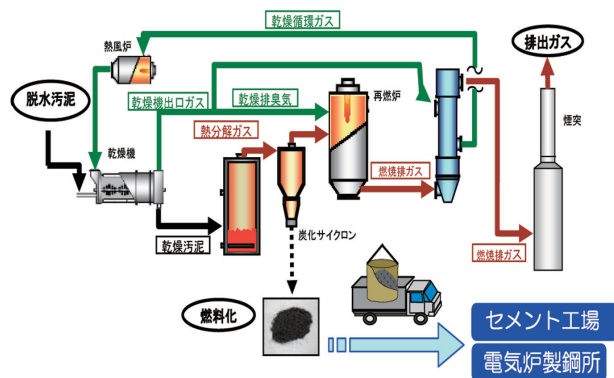 乾燥循環ガス
熱風炉
排出ガス
脱水汚泥
乾燥機出口ガス
乾燥排臭気
再燃炉
煙突
熱分解ガス
乾燥機
燃焼排ガス
乾燥汚泥
炭化サイクロン
燃焼排ガス
燃料化
セメント工場
電気炉製鋼所